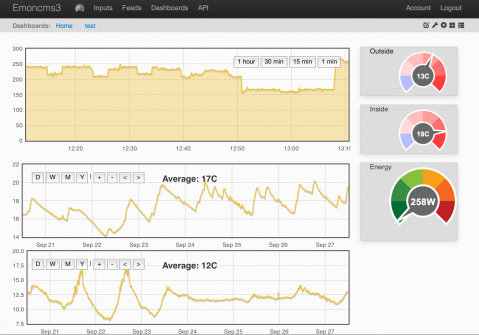 Emoncms3 Inputs Feeds Dashboards API Account Logout
Dashboards: Home test
300
250
200
150
100
50
0
1 hour 30 min 15 min 1 min
12:20 12:30 12:40 12:50 13:00 13:10
Outside
13C
Inside
19C
Energy
258W
22
20
18
16
14
D W M Y + - < >
Average: 17C
Sep 21 Sep 22 Sep 23 Sep 24 Sep 25 Sep 26 Sep 27
20.0
17.5
15.0
12.5
10.0
7.5
D W M Y + - < >
Average: 12C
Sep 21 Sep 22 Sep 23 Sep 24 Sep 25 Sep 26 Sep 27